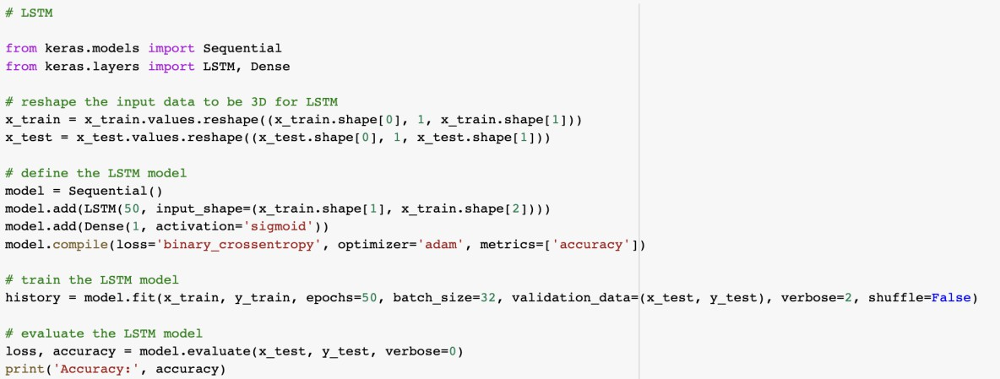 # LSTM
from keras.models import Sequential
from keras.layers import LSTM, Dense
# reshape the input data to be 3D for LSTM
x_train = x_train.values.reshape((x_train.shape[0], 1, x_train.shape[1]))
x_test = x_test.values.reshape((x_test.shape[0], 1, x_test.shape[1]))
# define the LSTM model
model = Sequential()
model.add(LSTM(50, input_shape=(x_train.shape[1], x_train.shape[2])))
model.add(Dense(1, activation='sigmoid'))
model.compile(loss='binary_crossentropy', optimizer='adam', metrics=['accuracy'])
# train the LSTM model
history = model.fit(x_train, y_train, epochs=50, batch_size=32, validation_data=(x_test, y_test), verbose=2, shuffle=False)
# evaluate the LSTM model
loss, accuracy = model.evaluate(x_test, y_test, verbose=0)
print('Accuracy:', accuracy)